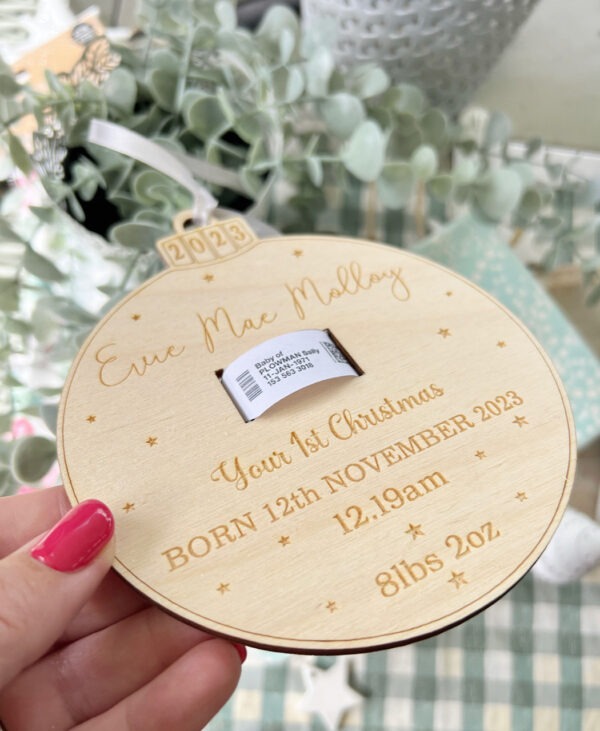 2023
Evie Mae Molloy
Baby of
PLOWMAN Sally
11-JAN-1971
153 563 3018
Your 1st Christmas
BORN 12th NOVEMBER 2023
12.19am
8lbs 2oz